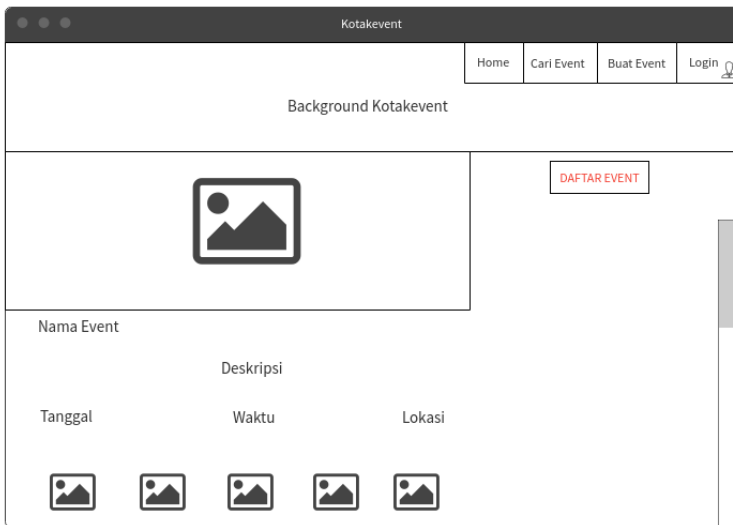 Kotakevent
Home Cari Event Buat Event Login
Background Kotakevent
DAFTAR EVENT
Nama Event
Deskripsi
Tanggal Waktu Lokasi